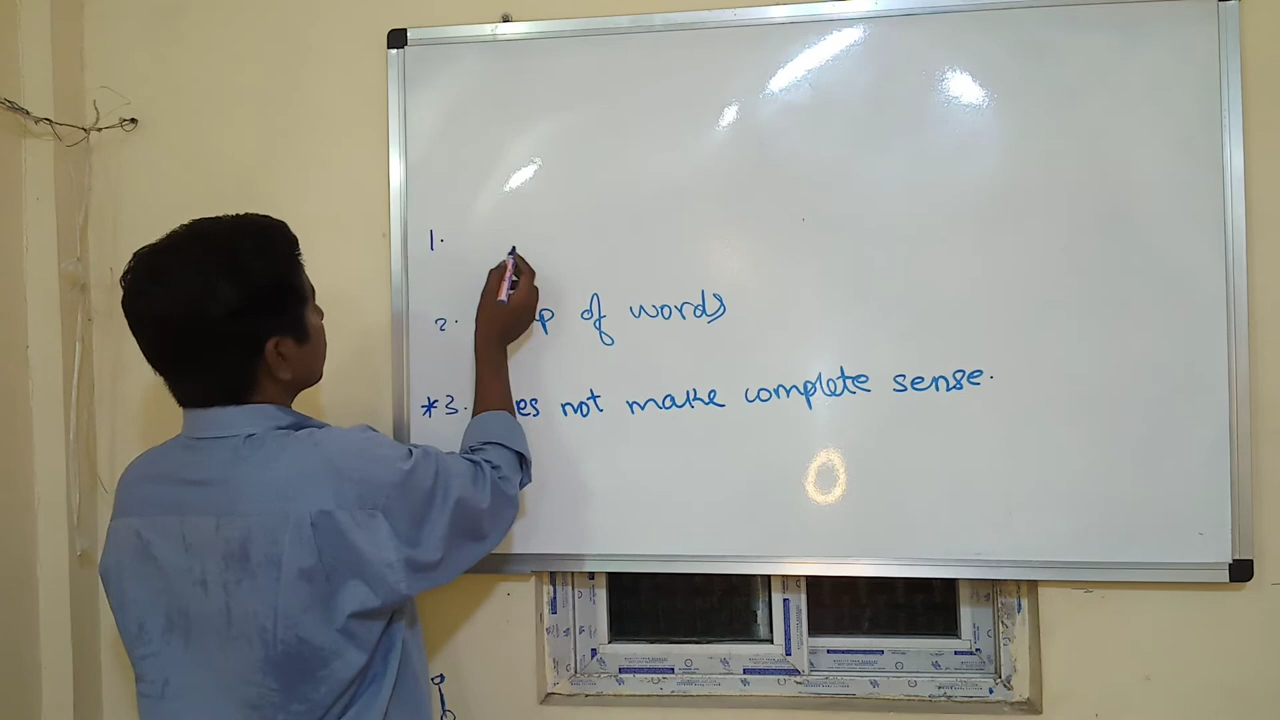 1.
2. p of words
*3. es not make complete sense.